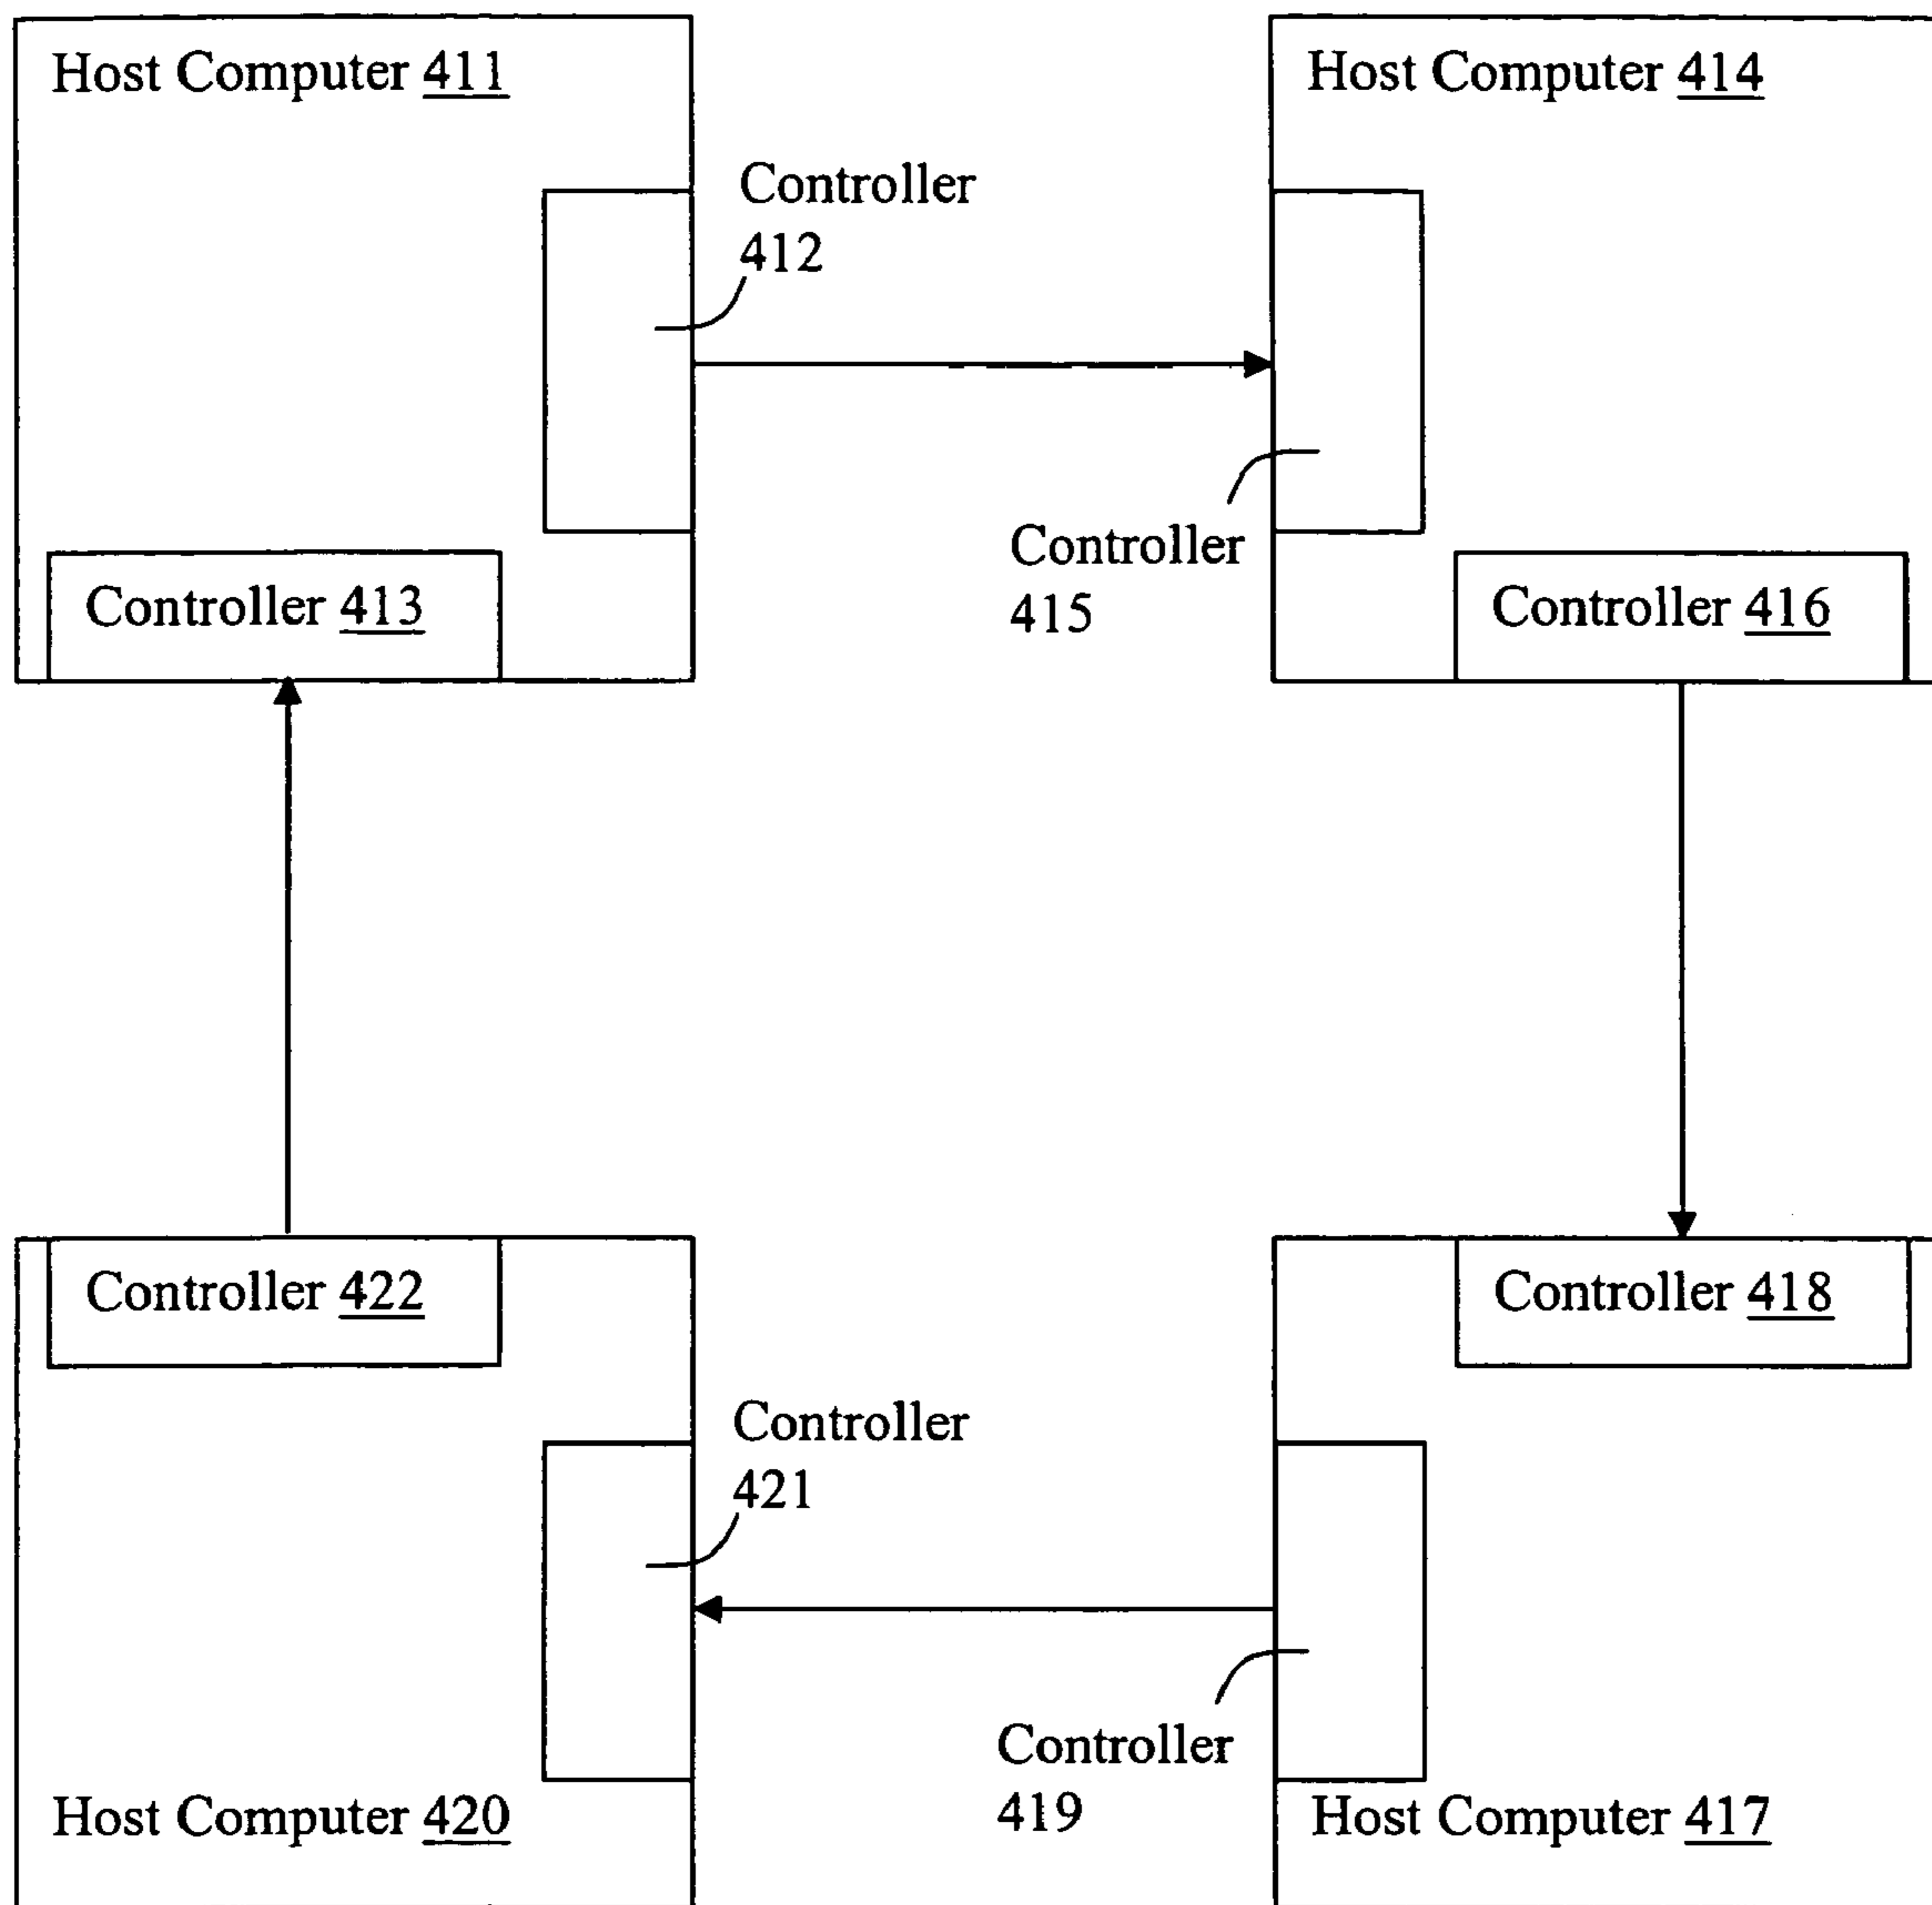 Host Computer 411
Host Computer 414
Controller
412
Controller
415
Controller 413
Controller 416
Controller 422
Controller 418
Controller
421
Controller
419
Host Computer 420
Host Computer 417